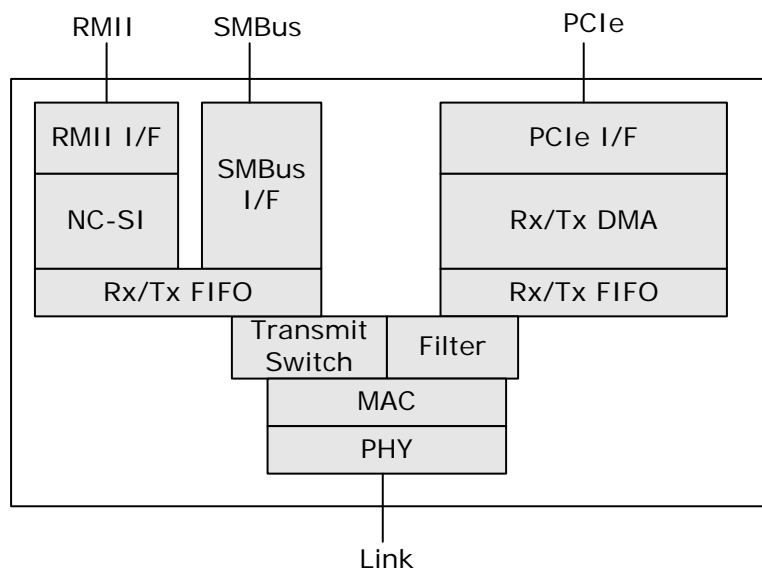 RMII SMBus PCIe
RMII I/F
SMBus
I/F
PCIe I/F
NC-SI
Rx/Tx DMA
Rx/Tx FIFO
Rx/Tx FIFO
Transmit
Switch
Filter
MAC
PHY
Link